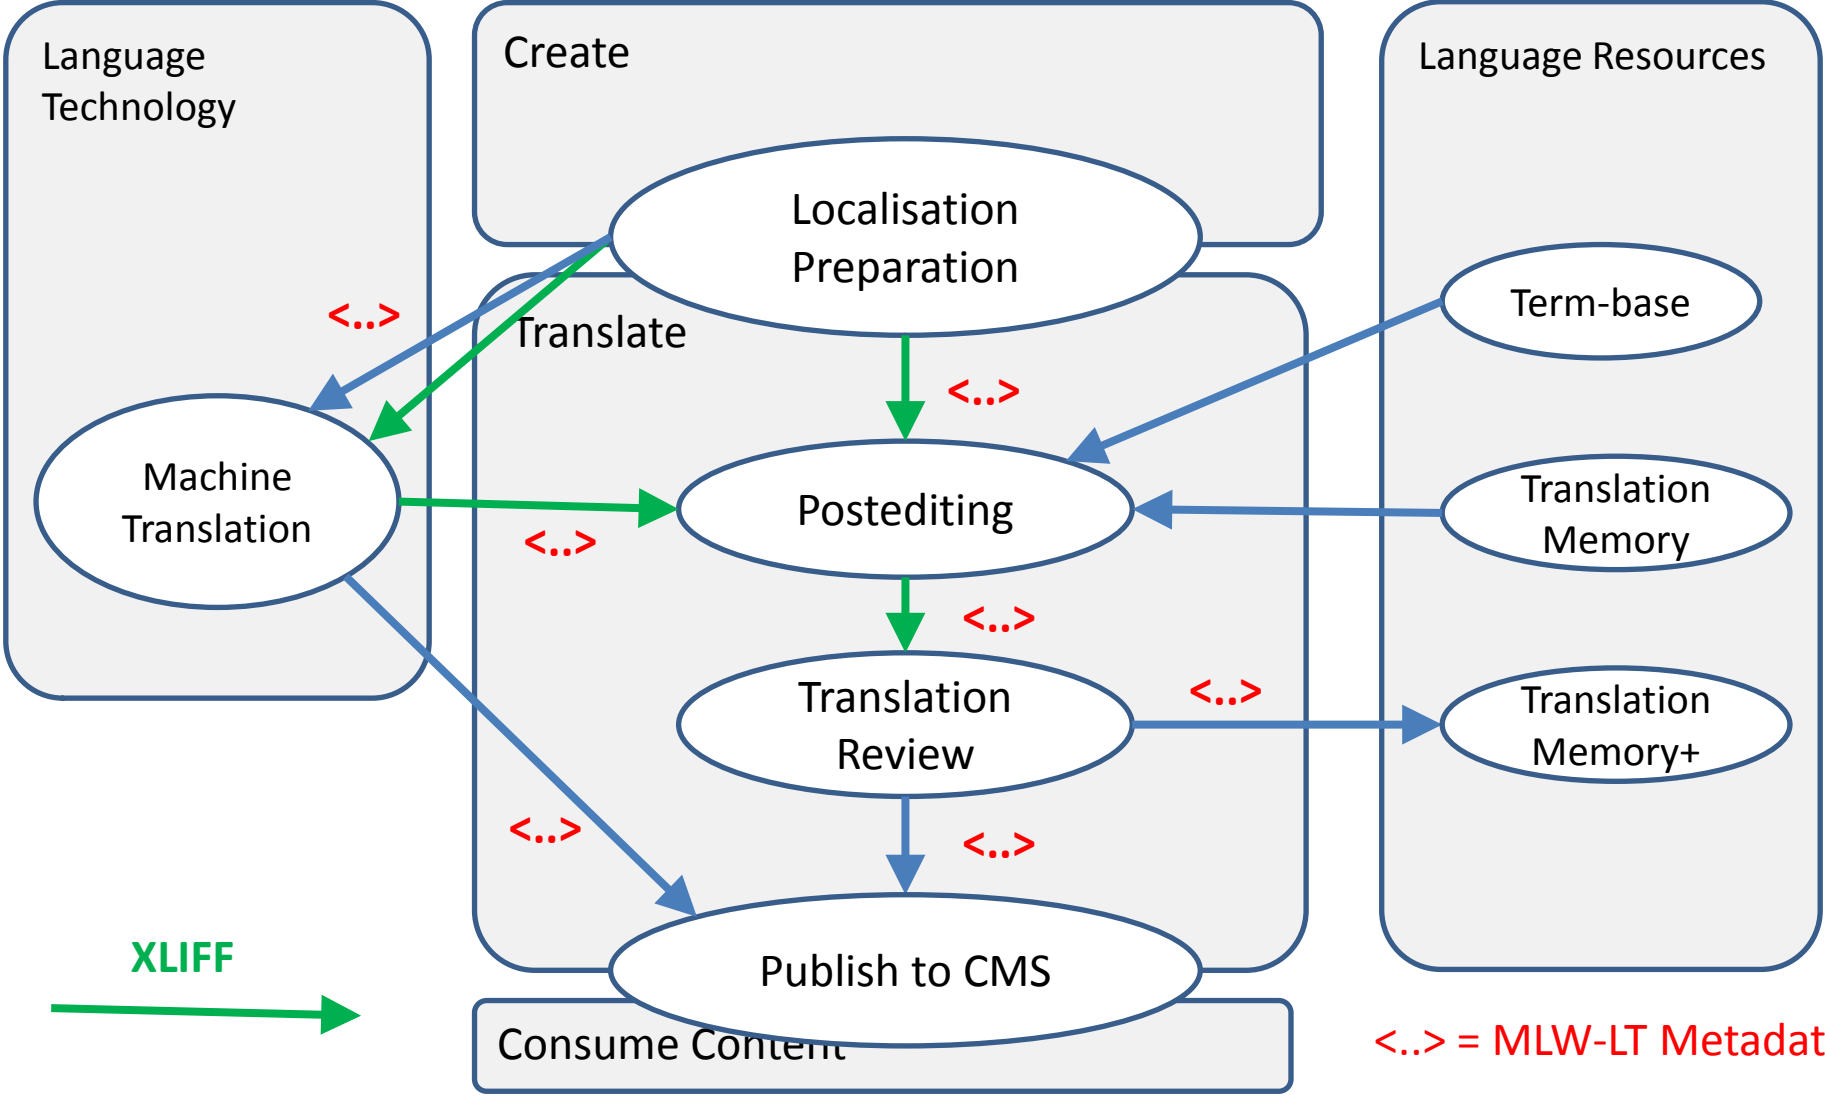 Language
Technology
Create
Language Resources
Localisation
Preparation
<..>
Translate
Term-base
<..>
Machine
Translation
Postediting
Translation
Memory
<..>
<..>
Translation
Review
<..>
Translation
Memory+
<..>
<..>
XLIFF
Publish to CMS
Consume Content
<..> = MLW-LT Metadat